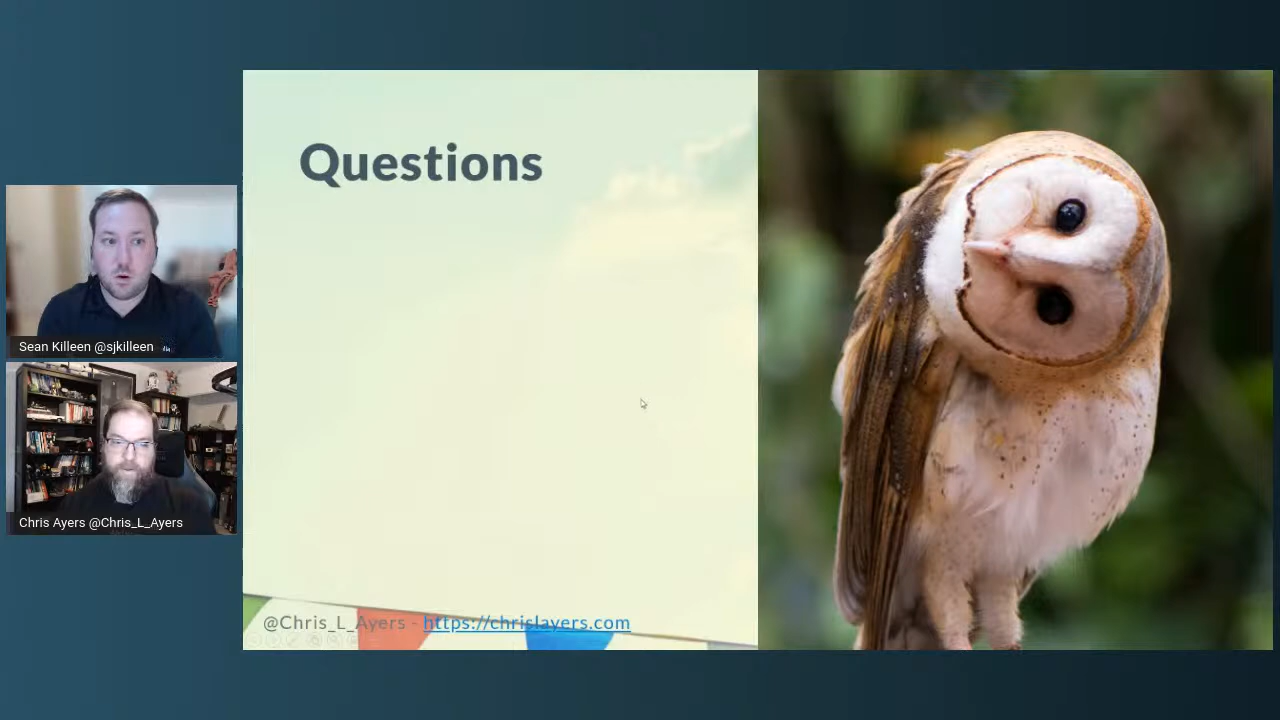 Questions
Sean Killeen @sjkilleen
Chris Ayers @Chris_L_Ayers
@Chris_L_Ayers - https://chrislayers.com